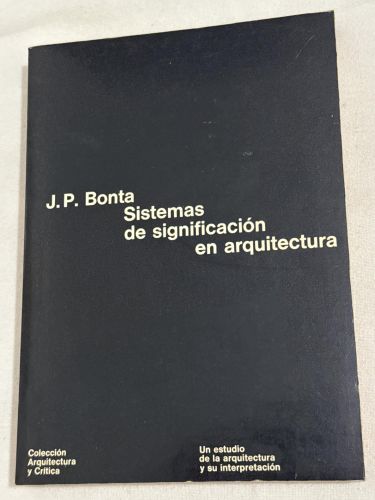 J.P. Bonta
Sistemas
de significación
en arquitectura
Colección
Arquitectura
y Crítica
Un estudio
de la arquitectura
y su interpretación